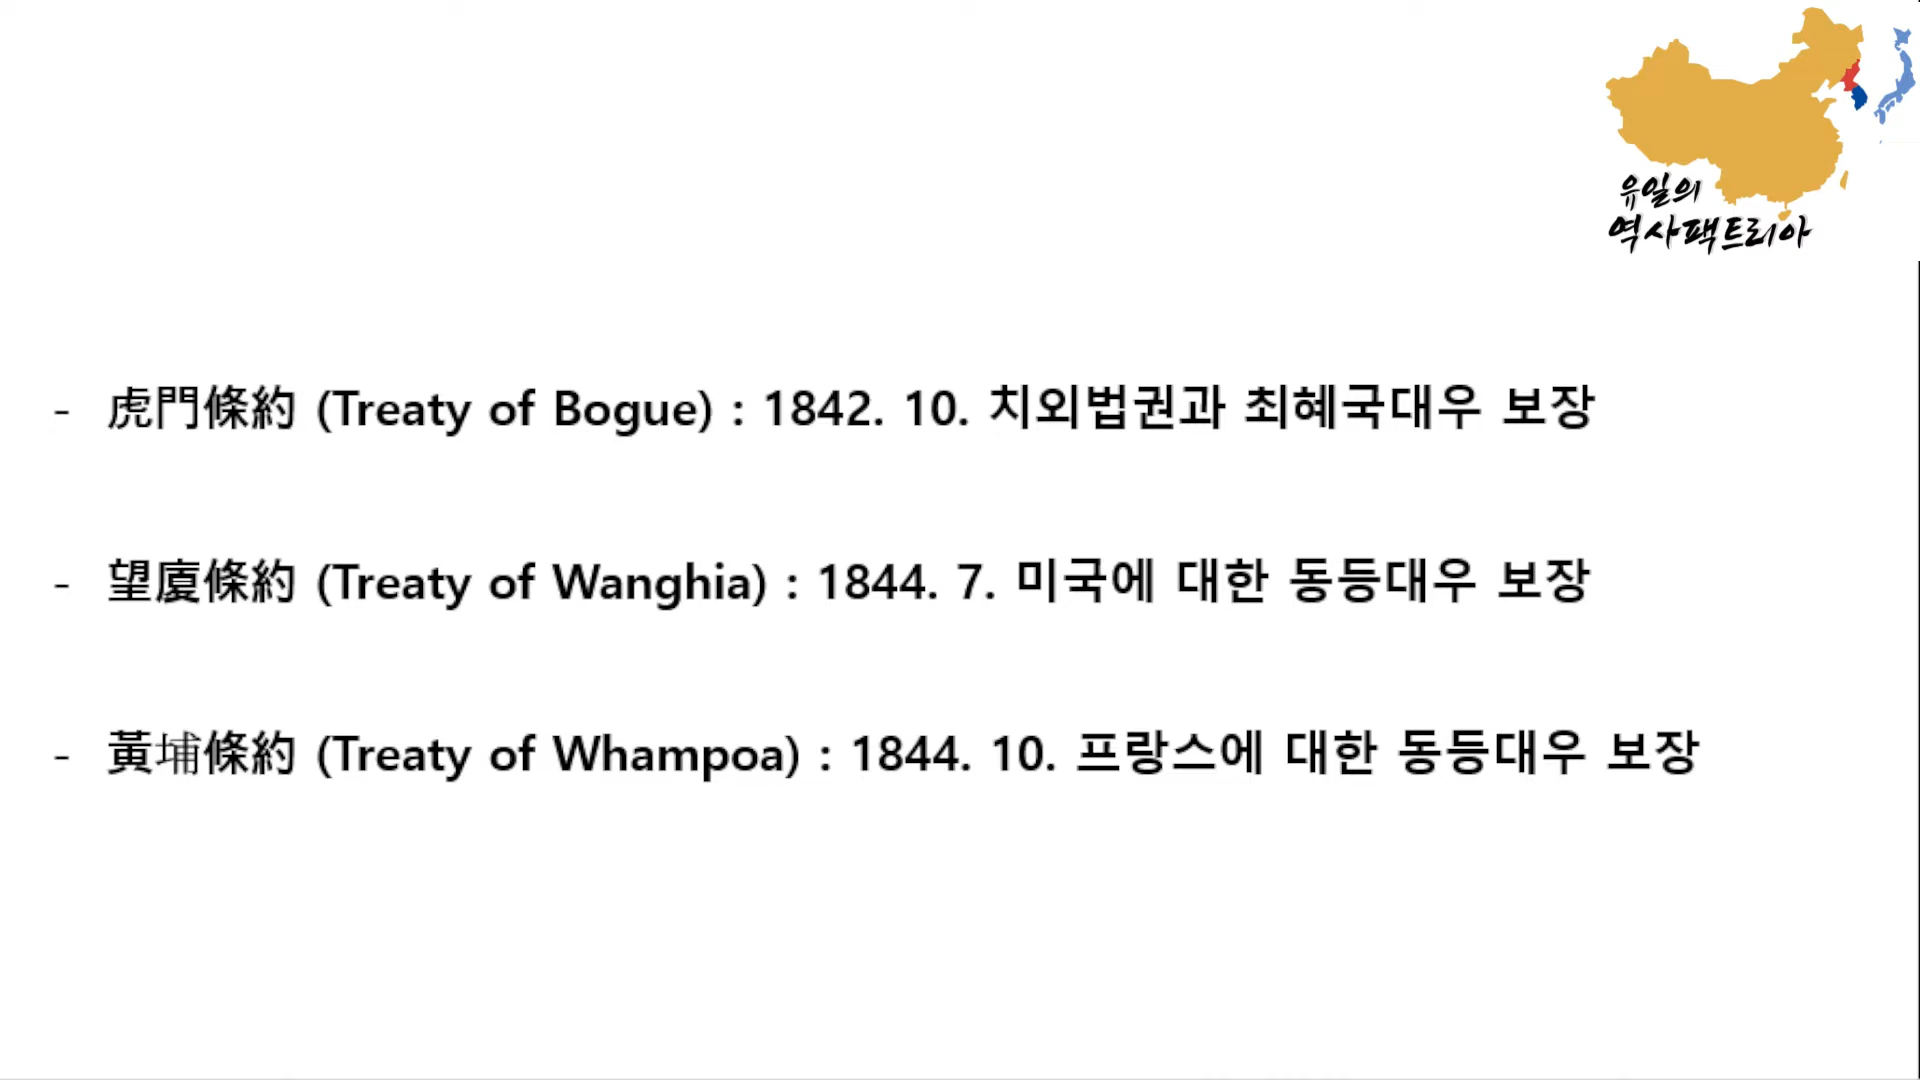 유일의
역사팩트리아
- 虎門條約 (Treaty of Bogue) : 1842. 10. 치외법권과 최혜국대우 보장
- 望廈條約 (Treaty of Wanghia) : 1844. 7. 미국에 대한 동등대우 보장
- 黃埔條約 (Treaty of Whampoa) : 1844. 10. 프랑스에 대한 동등대우 보장